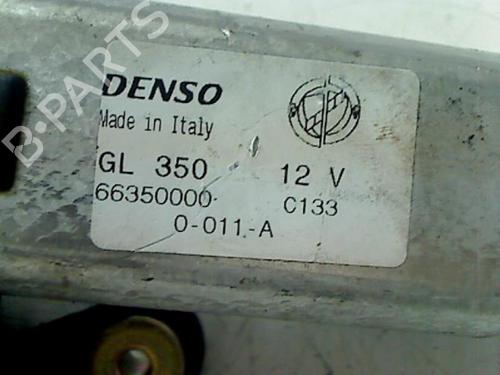 B-PARTS
DENSO
Made in Italy
GL 350 12 V
66350000 C133
0-011-A